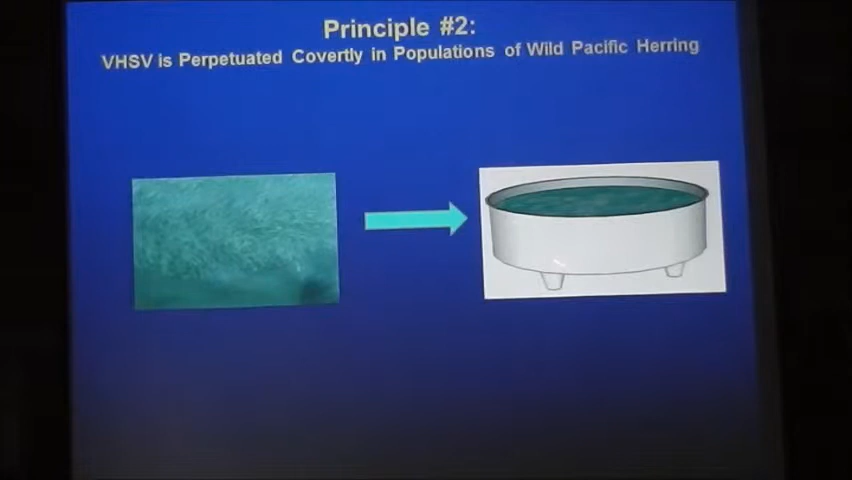 Principle #2:
VHSV is Perpetuated Covertly in Populations of Wild Pacific Herring